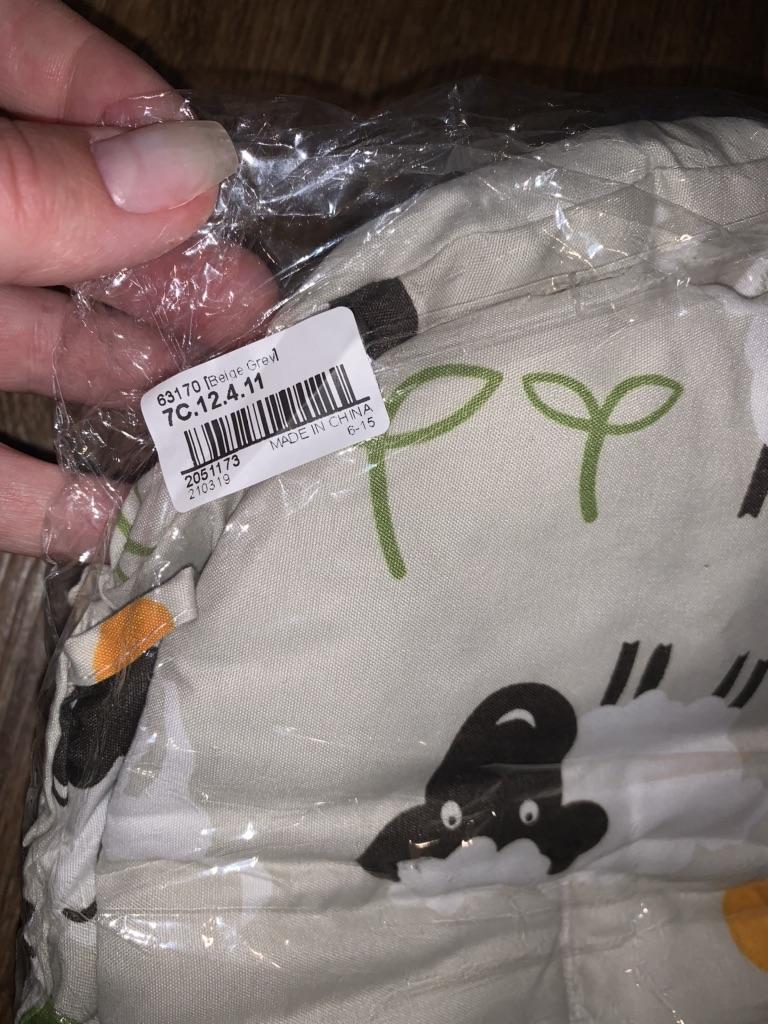 63170 [Beige Grey]
7C.12.4.11
MADE IN CHINA
2051173
6-15
210319